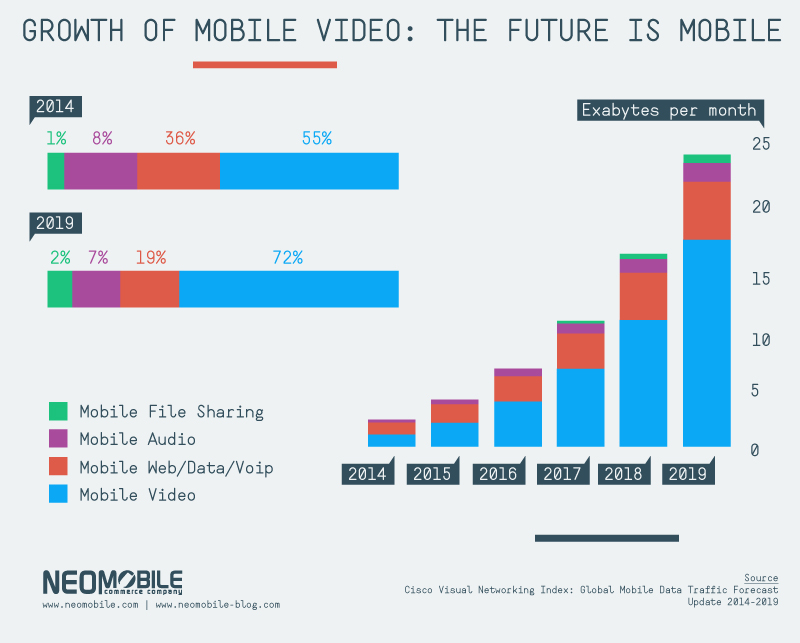 GROWTH OF MOBILE VIDEO: THE FUTURE IS MOBILE
2014
1% 8% 36% 55%
2019
2% 7% 19% 72%
Exabytes per month
25
20
15
10
5
0
2014 2015 2016 2017 2018 2019
Mobile File Sharing
Mobile Audio
Mobile Web/Data/Voip
Mobile Video
NEOMOBILE
commerce company
www.neomobile.com | www.neomobile-blog.com
Source
Cisco Visual Networking Index: Global Mobile Data Traffic Forecast
Update 2014-2019